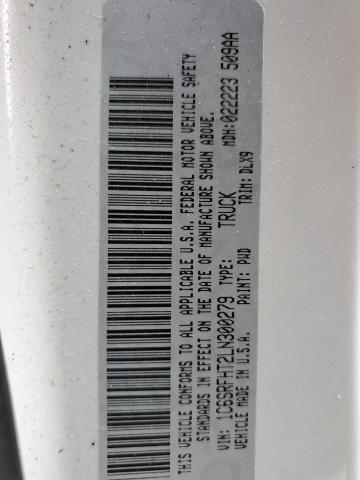 THIS VEHICLE CONFORMS TO ALL APPLICABLE U.S.A. FEDERAL MOTOR VEHICLE SAFETY
STANDARDS IN EFFECT ON THE DATE OF MANUFACTURE SHOWN ABOVE.
VIN: 1C6SRFHT2LN300279 TYPE: TRUCK MDH: 022223 509AA
VEHICLE MADE IN U.S.A. PAINT: PWD TRIM: DLX9